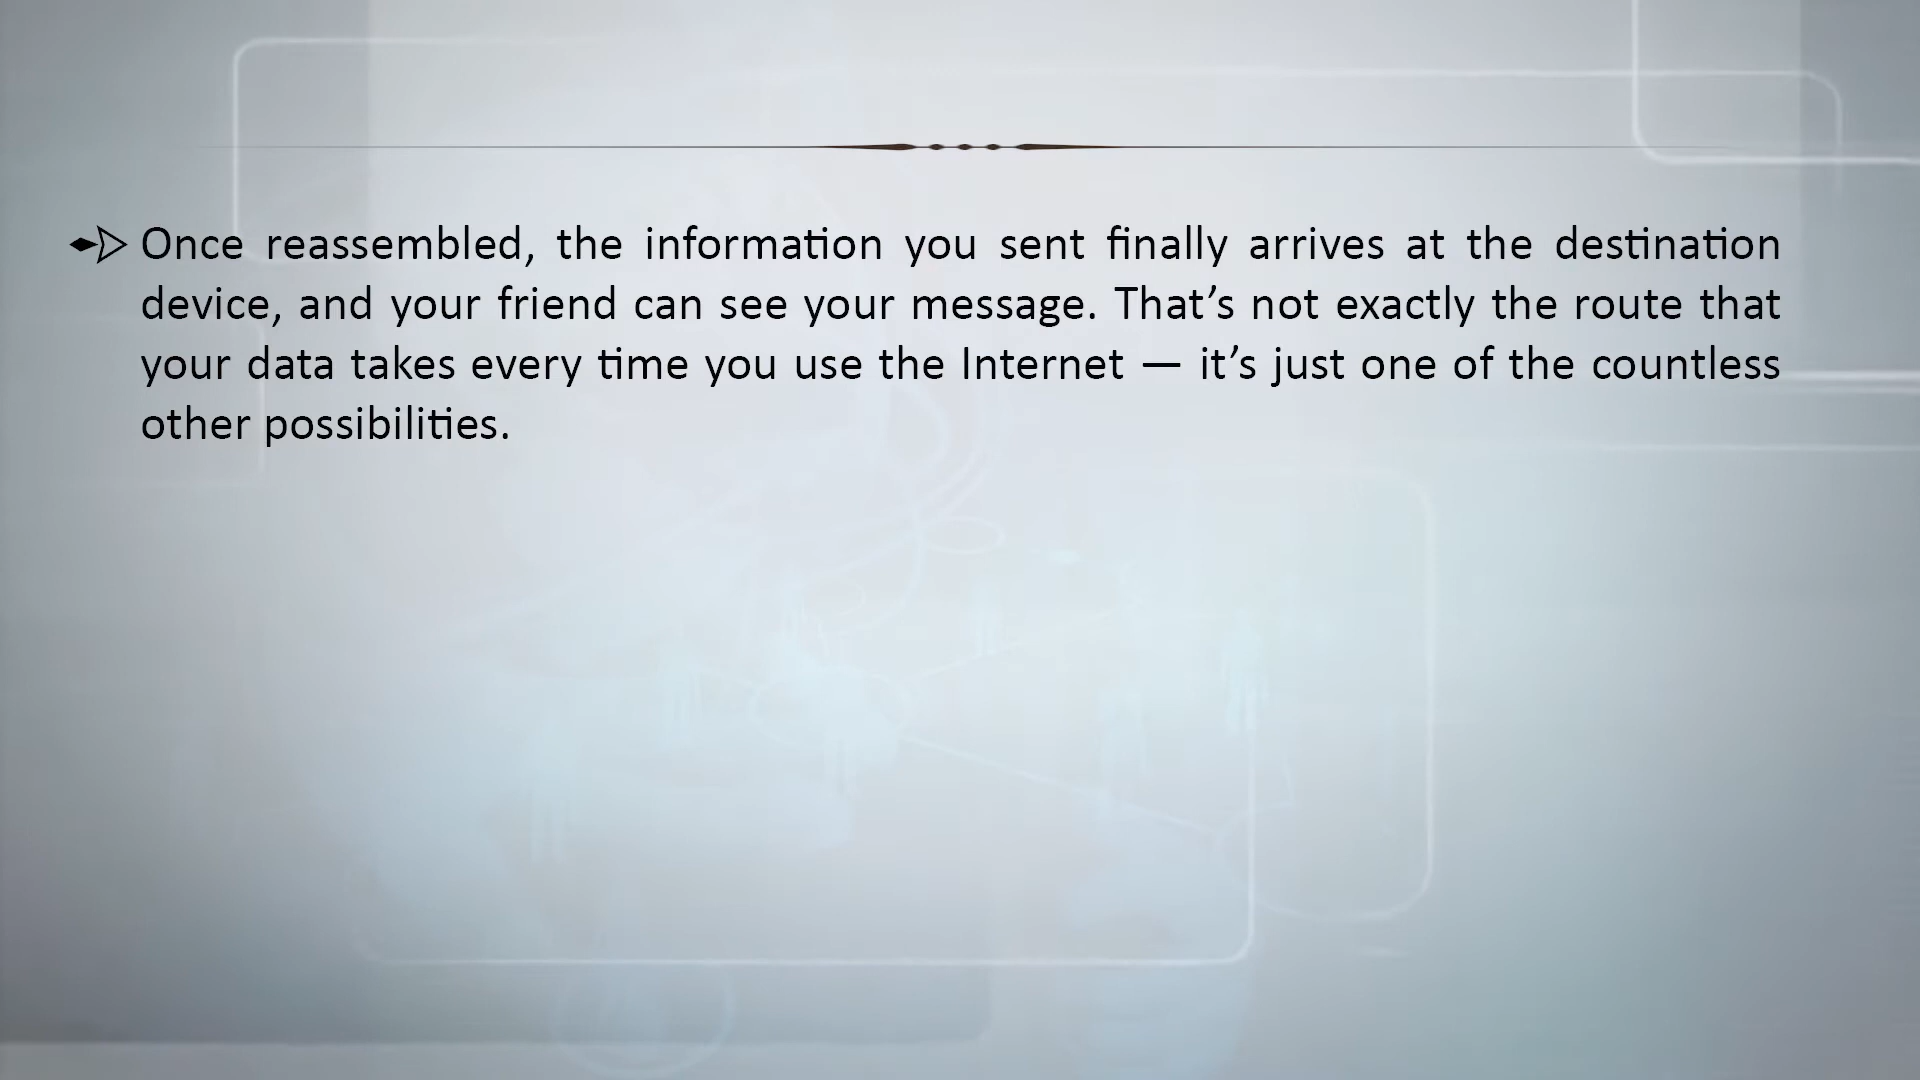 Once reassembled, the information you sent finally arrives at the destination
device, and your friend can see your message. That’s not exactly the route that
your data takes every time you use the Internet — it’s just one of the countless
other possibilities.